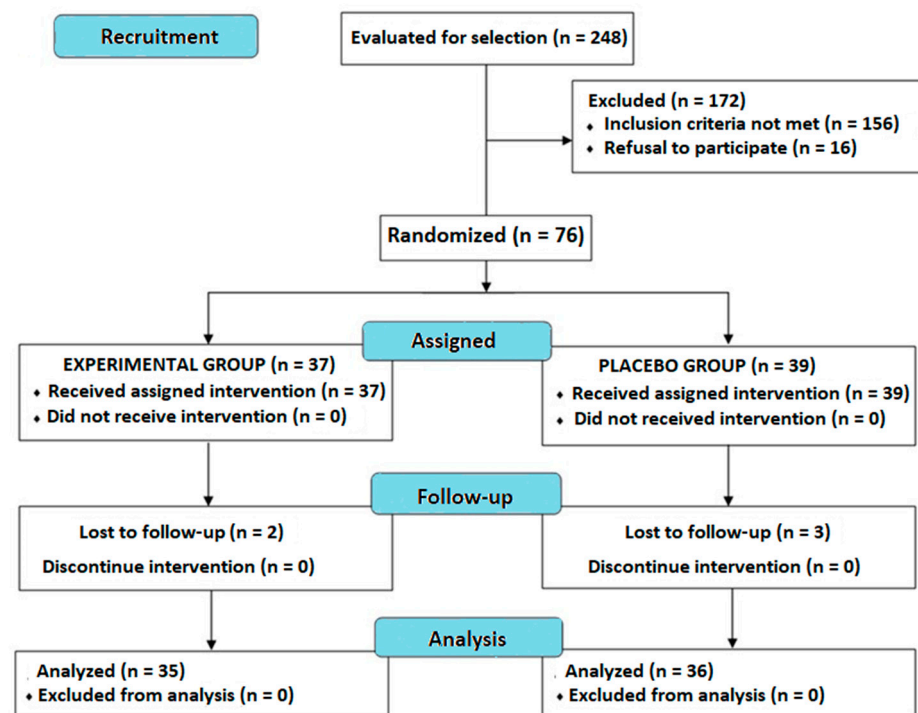 Recruitment
Evaluated for selection (n = 248)
Excluded (n = 172)
♦ Inclusion criteria not met (n = 156)
♦ Refusal to participate (n = 16)
Randomized (n = 76)
Assigned
EXPERIMENTAL GROUP (n = 37)
♦ Received assigned intervention (n = 37)
♦ Did not receive intervention (n = 0)
PLACEBO GROUP (n = 39)
♦ Received assigned intervention (n = 39)
♦ Did not received intervention (n = 0)
Follow-up
Lost to follow-up (n = 2)
Discontinue intervention (n = 0)
Lost to follow-up (n = 3)
Discontinue intervention (n = 0)
Analysis
Analyzed (n = 35)
♦ Excluded from analysis (n = 0)
Analyzed (n = 36)
♦ Excluded from analysis (n = 0)